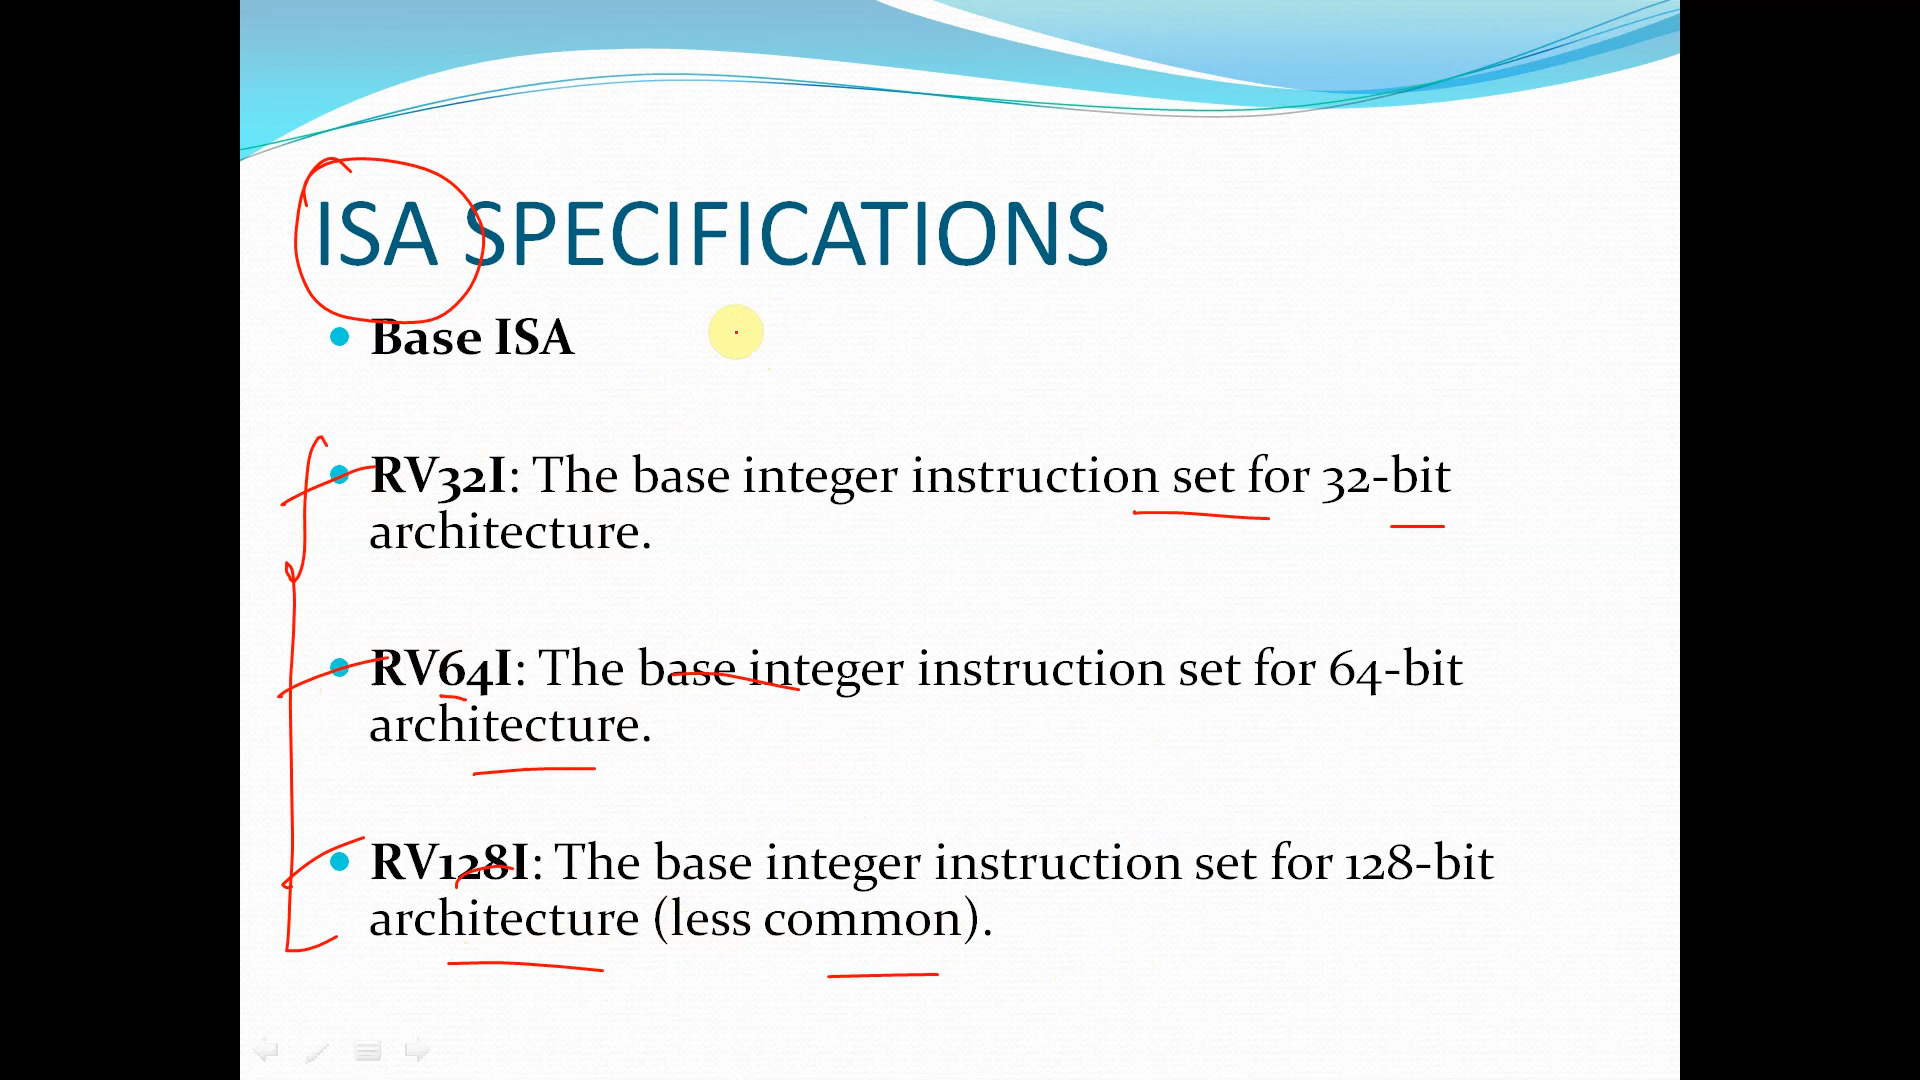 ISA SPECIFICATIONS
Base ISA
RV32I: The base integer instruction set for 32-bit
architecture.
RV64I: The base integer instruction set for 64-bit
architecture.
RV128I: The base integer instruction set for 128-bit
architecture (less common).